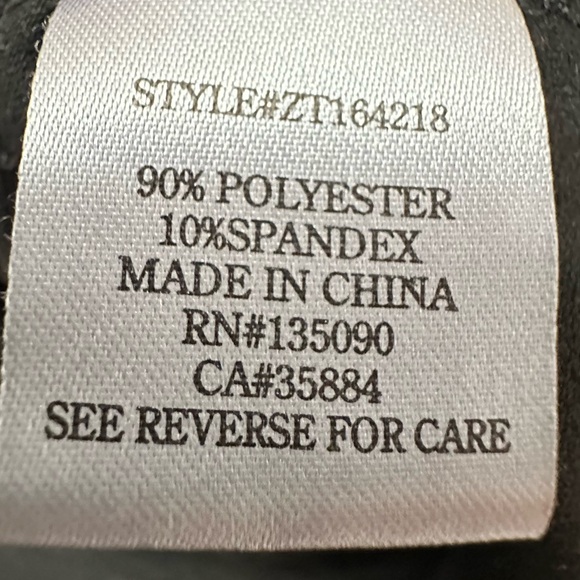 STYLE#ZT164218
90% POLYESTER
10%SPANDEX
MADE IN CHINA
RN#135090
CA#35884
SEE REVERSE FOR CARE